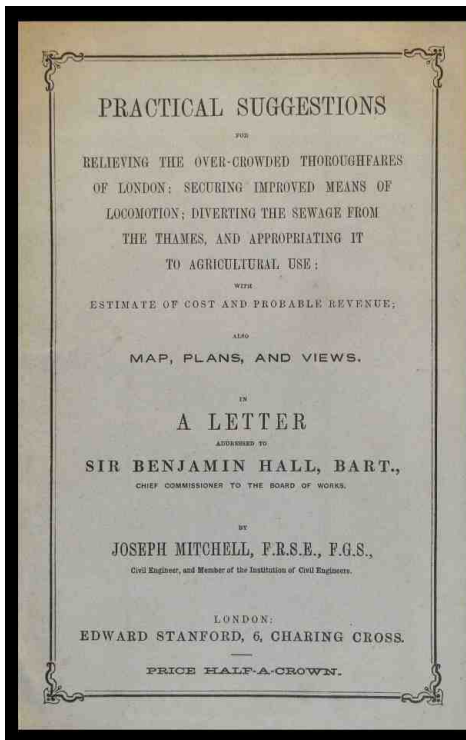 PRACTICAL SUGGESTIONS
FOR
RELIEVING THE OVER-CROWDED THOROUGHFARES
OF LONDON; SECURING IMPROVED MEANS OF
LOCOMOTION; DIVERTING THE SEWAGE FROM
THE THAMES, AND APPROPRIATING IT
TO AGRICULTURAL USE;
WITH
ESTIMATE OF COST AND PROBABLE REVENUE;
ALSO
MAP, PLANS, AND VIEWS.
IN
A LETTER
ADDRESSED TO
SIR BENJAMIN HALL, BART.,
CHIEF COMMISSIONER TO THE BOARD OF WORKS.
BY
JOSEPH MITCHELL, F.R.S.E., F.G.S.,
Civil Engineer, and Member of the Institution of Civil Engineers.
LONDON:
EDWARD STANFORD, 6, CHARING CROSS.
PRICE HALF-A-CROWN.